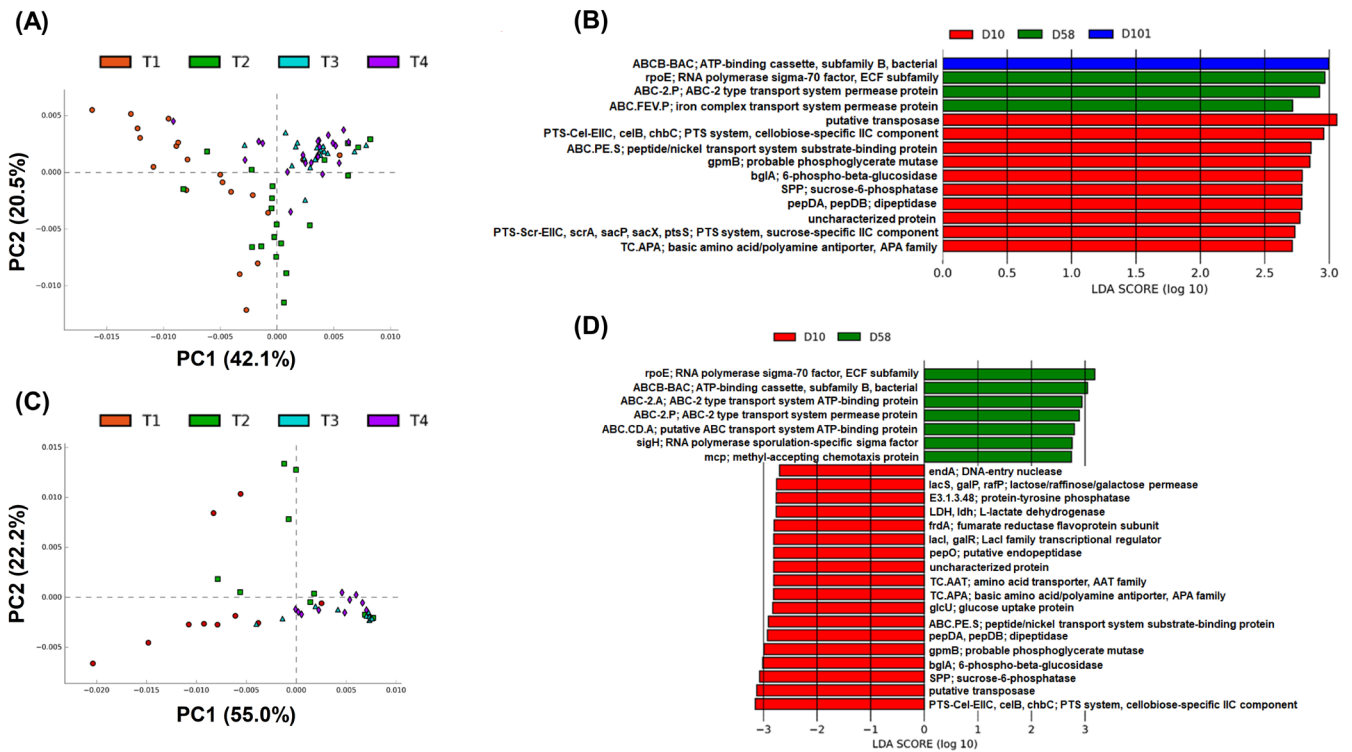 (A)
T1 T2 T3 T4
PC2 (20.5%)
0.005
0.000
−0.005
−0.010
−0.015 −0.010 −0.005 0.000 0.005 0.010
PC1 (42.1%)
(B)
D10 D58 D101
ABCB-BAC; ATP-binding cassette, subfamily B, bacterial
rpoE; RNA polymerase sigma-70 factor, ECF subfamily
ABC-2.P; ABC-2 type transport system permease protein
ABC.FEV.P; iron complex transport system permease protein
putative transposase
PTS-Cel-EIIC, celB, chbC; PTS system, cellobiose-specific IIC component
ABC.PE.S; peptide/nickel transport system substrate-binding protein
gpmB; probable phosphoglycerate mutase
bglA; 6-phospho-beta-glucosidase
SPP; sucrose-6-phosphatase
pepDA, pepDB; dipeptidase
uncharacterized protein
PTS-Scr-EIIC, scrA, sacP, sacX, ptsS; PTS system, sucrose-specific IIC component
TC.APA; basic amino acid/polyamine antiporter, APA family
0.0 0.5 1.0 1.5 2.0 2.5 3.0
LDA SCORE (log 10)
(C)
T1 T2 T3 T4
PC2 (22.2%)
0.015
0.010
0.005
0.000
−0.005
−0.020 −0.015 −0.010 −0.005 0.000 0.005 0.010
PC1 (55.0%)
(D)
D10 D58
rpoE; RNA polymerase sigma-70 factor, ECF subfamily
ABCB-BAC; ATP-binding cassette, subfamily B, bacterial
ABC-2.A; ABC-2 type transport system ATP-binding protein
ABC-2.P; ABC-2 type transport system permease protein
ABC.CD.A; putative ABC transport system ATP-binding protein
sigH; RNA polymerase sporulation-specific sigma factor
mcp; methyl-accepting chemotaxis protein
endA; DNA-entry nuclease
lacS, galP, rafP; lactose/raffinose/galactose permease
E3.1.3.48; protein-tyrosine phosphatase
LDH, ldh; L-lactate dehydrogenase
frdA; fumarate reductase flavoprotein subunit
lacI, galR; LacI family transcriptional regulator
pepO; putative endopeptidase
uncharacterized protein
TC.AAT; amino acid transporter, AAT family
TC.APA; basic amino acid/polyamine antiporter, APA family
glcU; glucose uptake protein
ABC.PE.S; peptide/nickel transport system substrate-binding protein
pepDA, pepDB; dipeptidase
gpmB; probable phosphoglycerate mutase
bglA; 6-phospho-beta-glucosidase
SPP; sucrose-6-phosphatase
putative transposase
PTS-Cel-EIIC, celB, chbC; PTS system, cellobiose-specific IIC component
−3 −2 −1 0 1 2 3
LDA SCORE (log 10)